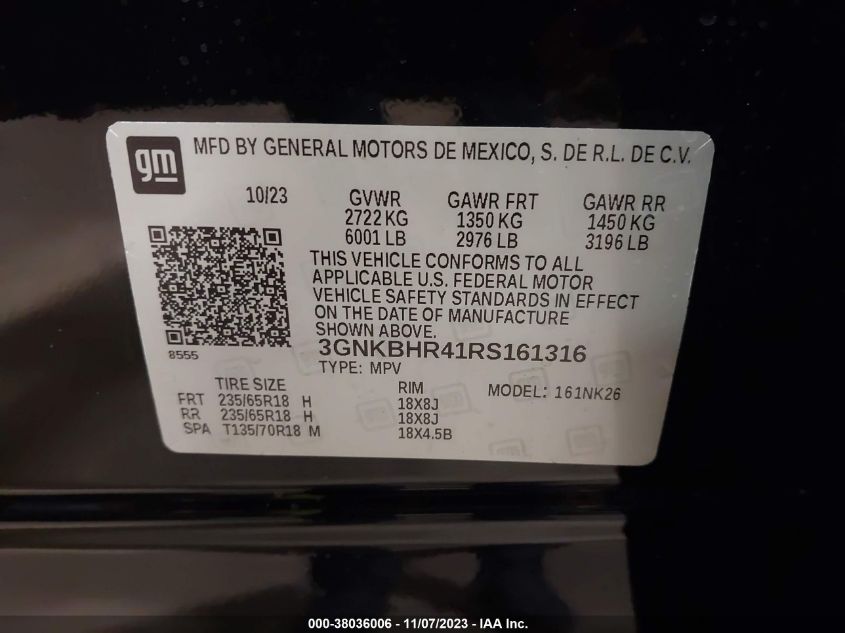 gm
MFD BY GENERAL MOTORS DE MEXICO, S. DE R.L. DE C.V.
10/23 GVWR GAWR FRT GAWR RR
2722 KG 1350 KG 1450 KG
6001 LB 2976 LB 3196 LB
THIS VEHICLE CONFORMS TO ALL
APPLICABLE U.S. FEDERAL MOTOR
VEHICLE SAFETY STANDARDS IN EFFECT
ON THE DATE OF MANUFACTURE
SHOWN ABOVE.
8555
3GNKBHR41RS161316
TYPE: MPV
TIRE SIZE RIM MODEL: 161NK26
FRT 235/65R18 H 18X8J
RR 235/65R18 H 18X8J
SPA T135/70R18 M 18X4.5B
000-38036006 - 11/07/2023 - IAA Inc.